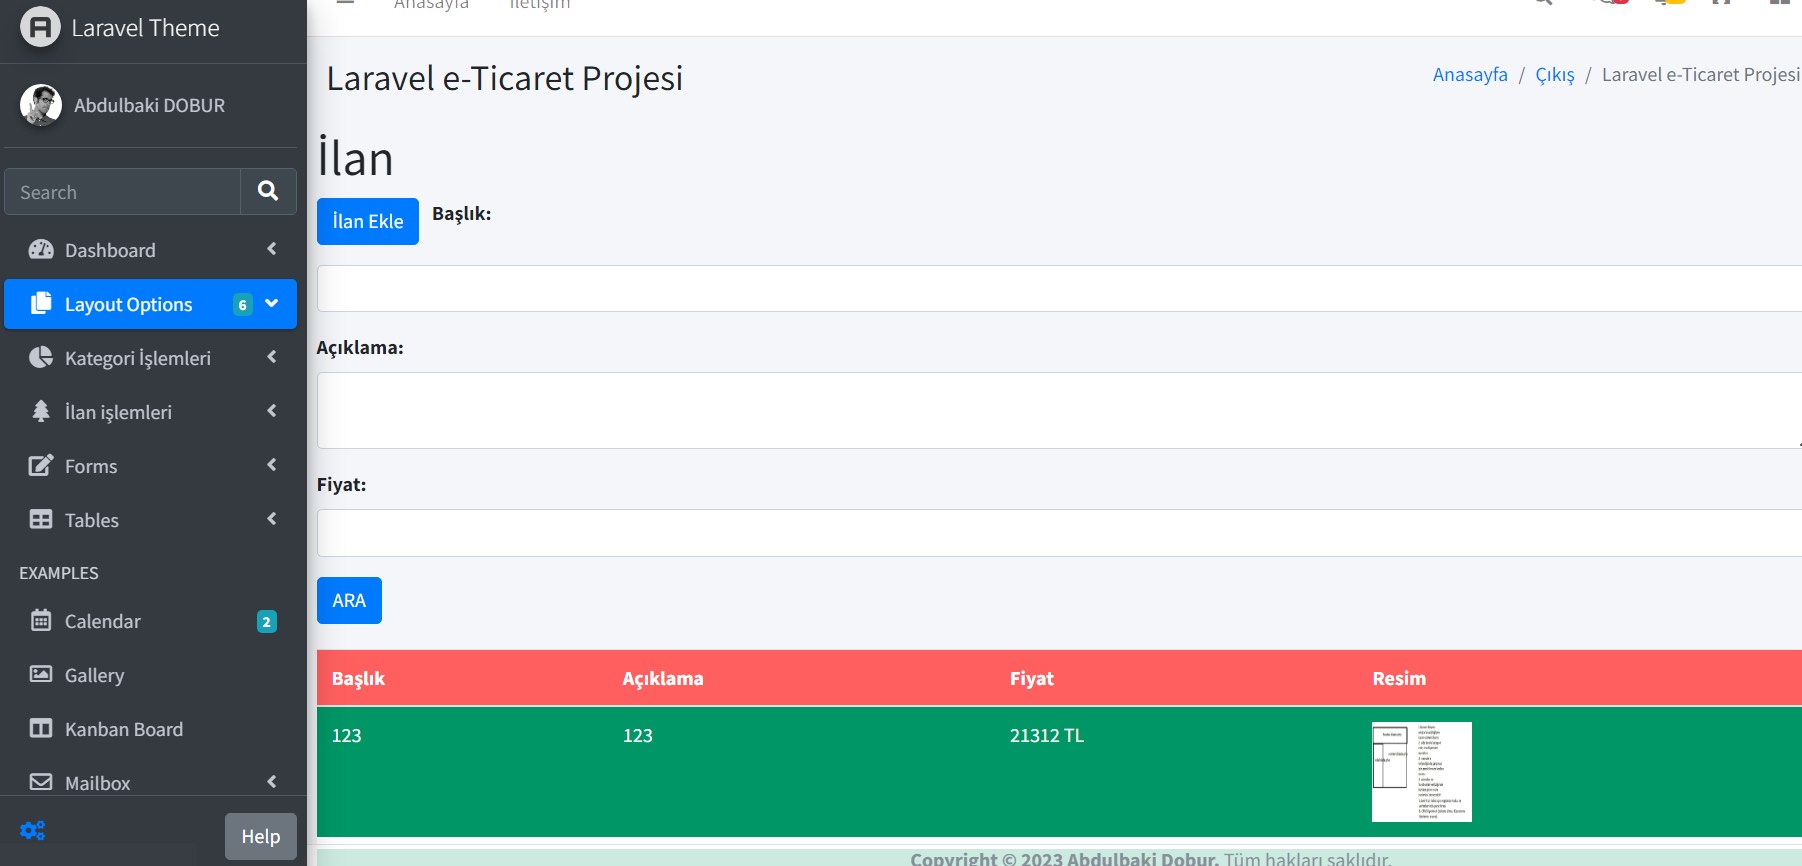 Laravel Theme
Anasayfa
İletişim
Abdulbaki DOBUR
Search
Dashboard
Layout Options 6
Kategori İşlemleri
İlan işlemleri
Forms
Tables
EXAMPLES
Calendar 2
Gallery
Kanban Board
Mailbox
Help
Laravel e-Ticaret Projesi
Anasayfa / Çıkış / Laravel e-Ticaret Projesi
İlan
İlan Ekle Başlık:
Açıklama:
Fiyat:
ARA
Başlık Açıklama Fiyat Resim
123 123 21312 TL
Copyright © 2023 Abdulbaki Dobur. Tüm hakları saklıdır.